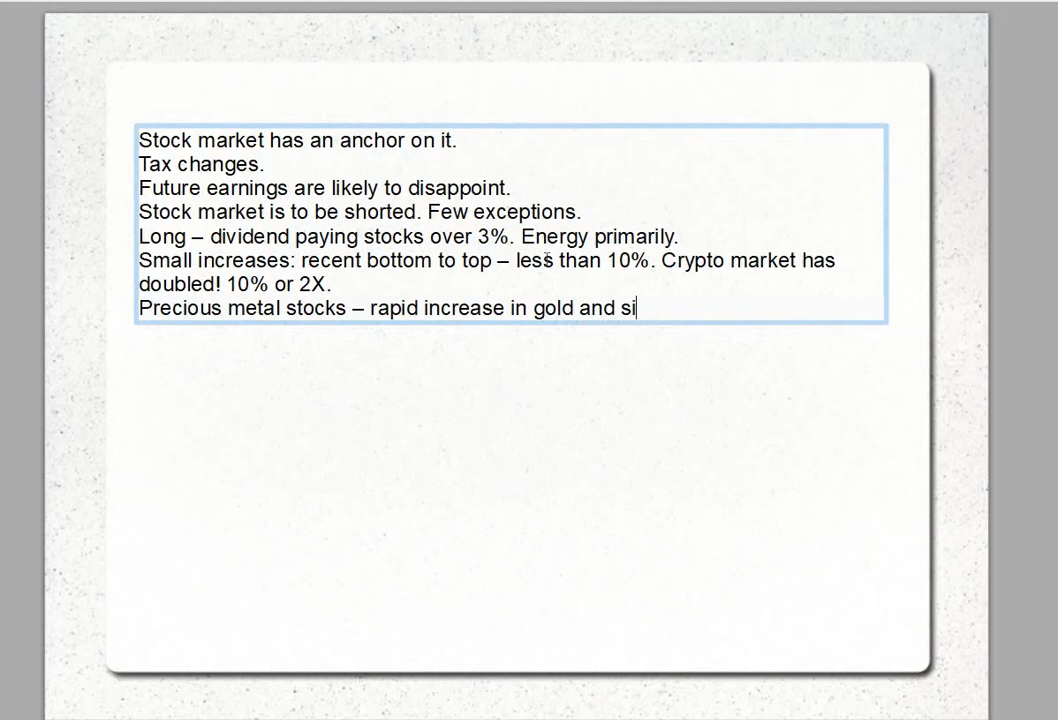 Stock market has an anchor on it.
Tax changes.
Future earnings are likely to disappoint.
Stock market is to be shorted. Few exceptions.
Long – dividend paying stocks over 3%. Energy primarily.
Small increases: recent bottom to top – less than 10%. Crypto market has
doubled! 10% or 2X.
Precious metal stocks – rapid increase in gold and si